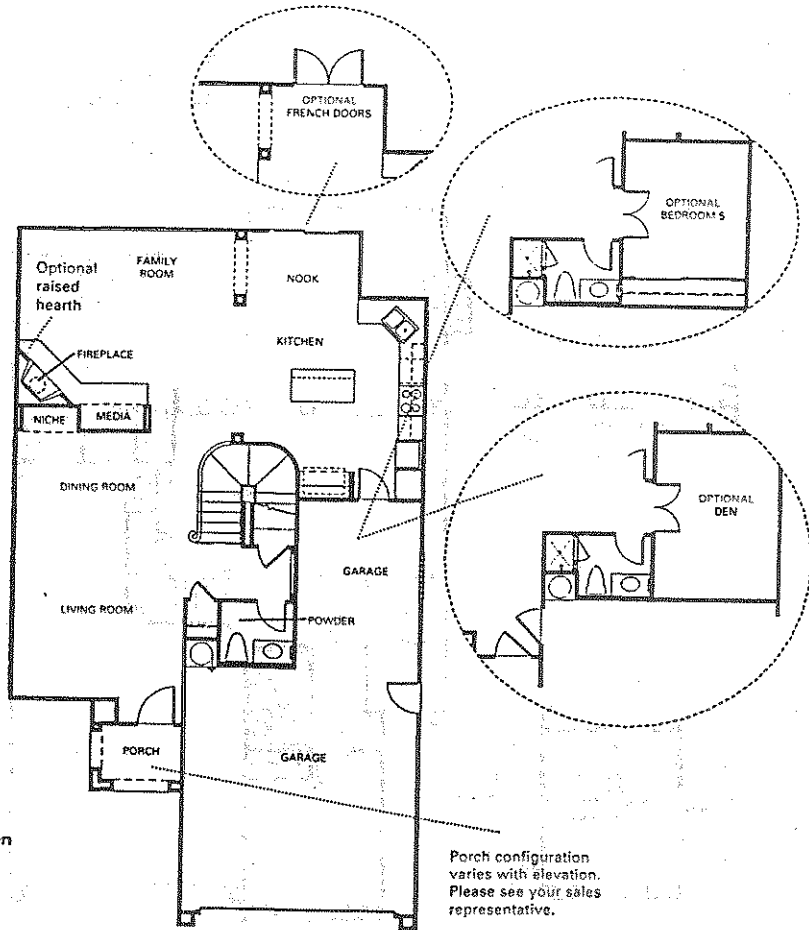 OPTIONAL
FRENCH DOORS
OPTIONAL
BEDROOM 5
FAMILY
ROOM
Optional
raised
hearth
NOOK
FIREPLACE
KITCHEN
NICHE
MEDIA
DINING ROOM
OPTIONAL
DEN
GARAGE
LIVING ROOM
POWDER
PORCH
GARAGE
n
Porch configuration
varies with elevation.
Please see your sales
representative.